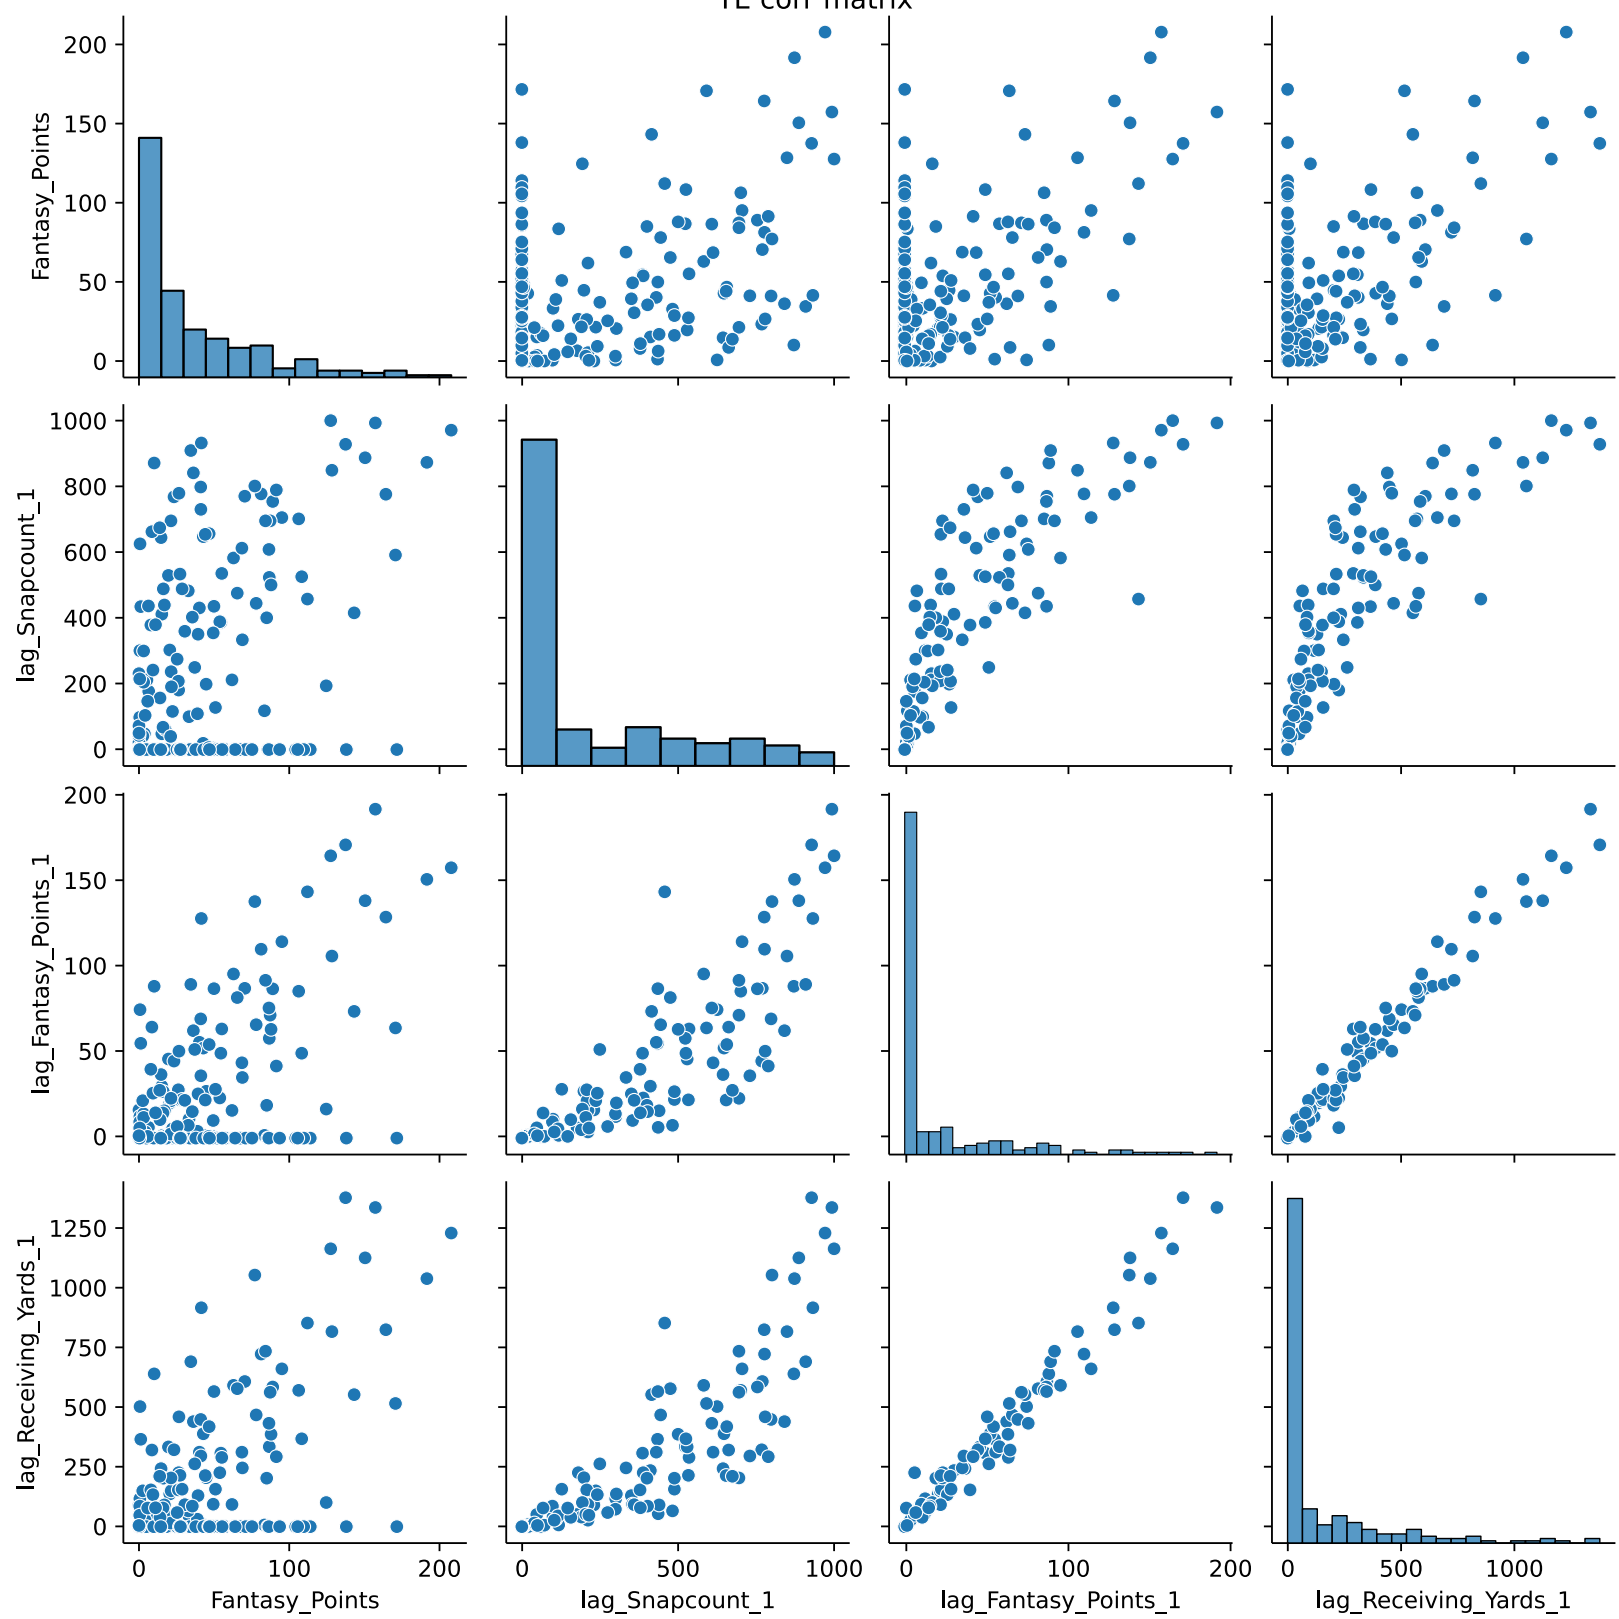 TE corr matrix
Fantasy_Points
200
150
100
50
0
lag_Snapcount_1
1000
800
600
400
200
0
lag_Fantasy_Points_1
200
150
100
50
0
lag_Receiving_Yards_1
1250
1000
750
500
250
0
0 100 200
0 500 1000
0 100 200
0 500 1000
Fantasy_Points
lag_Snapcount_1
lag_Fantasy_Points_1
lag_Receiving_Yards_1